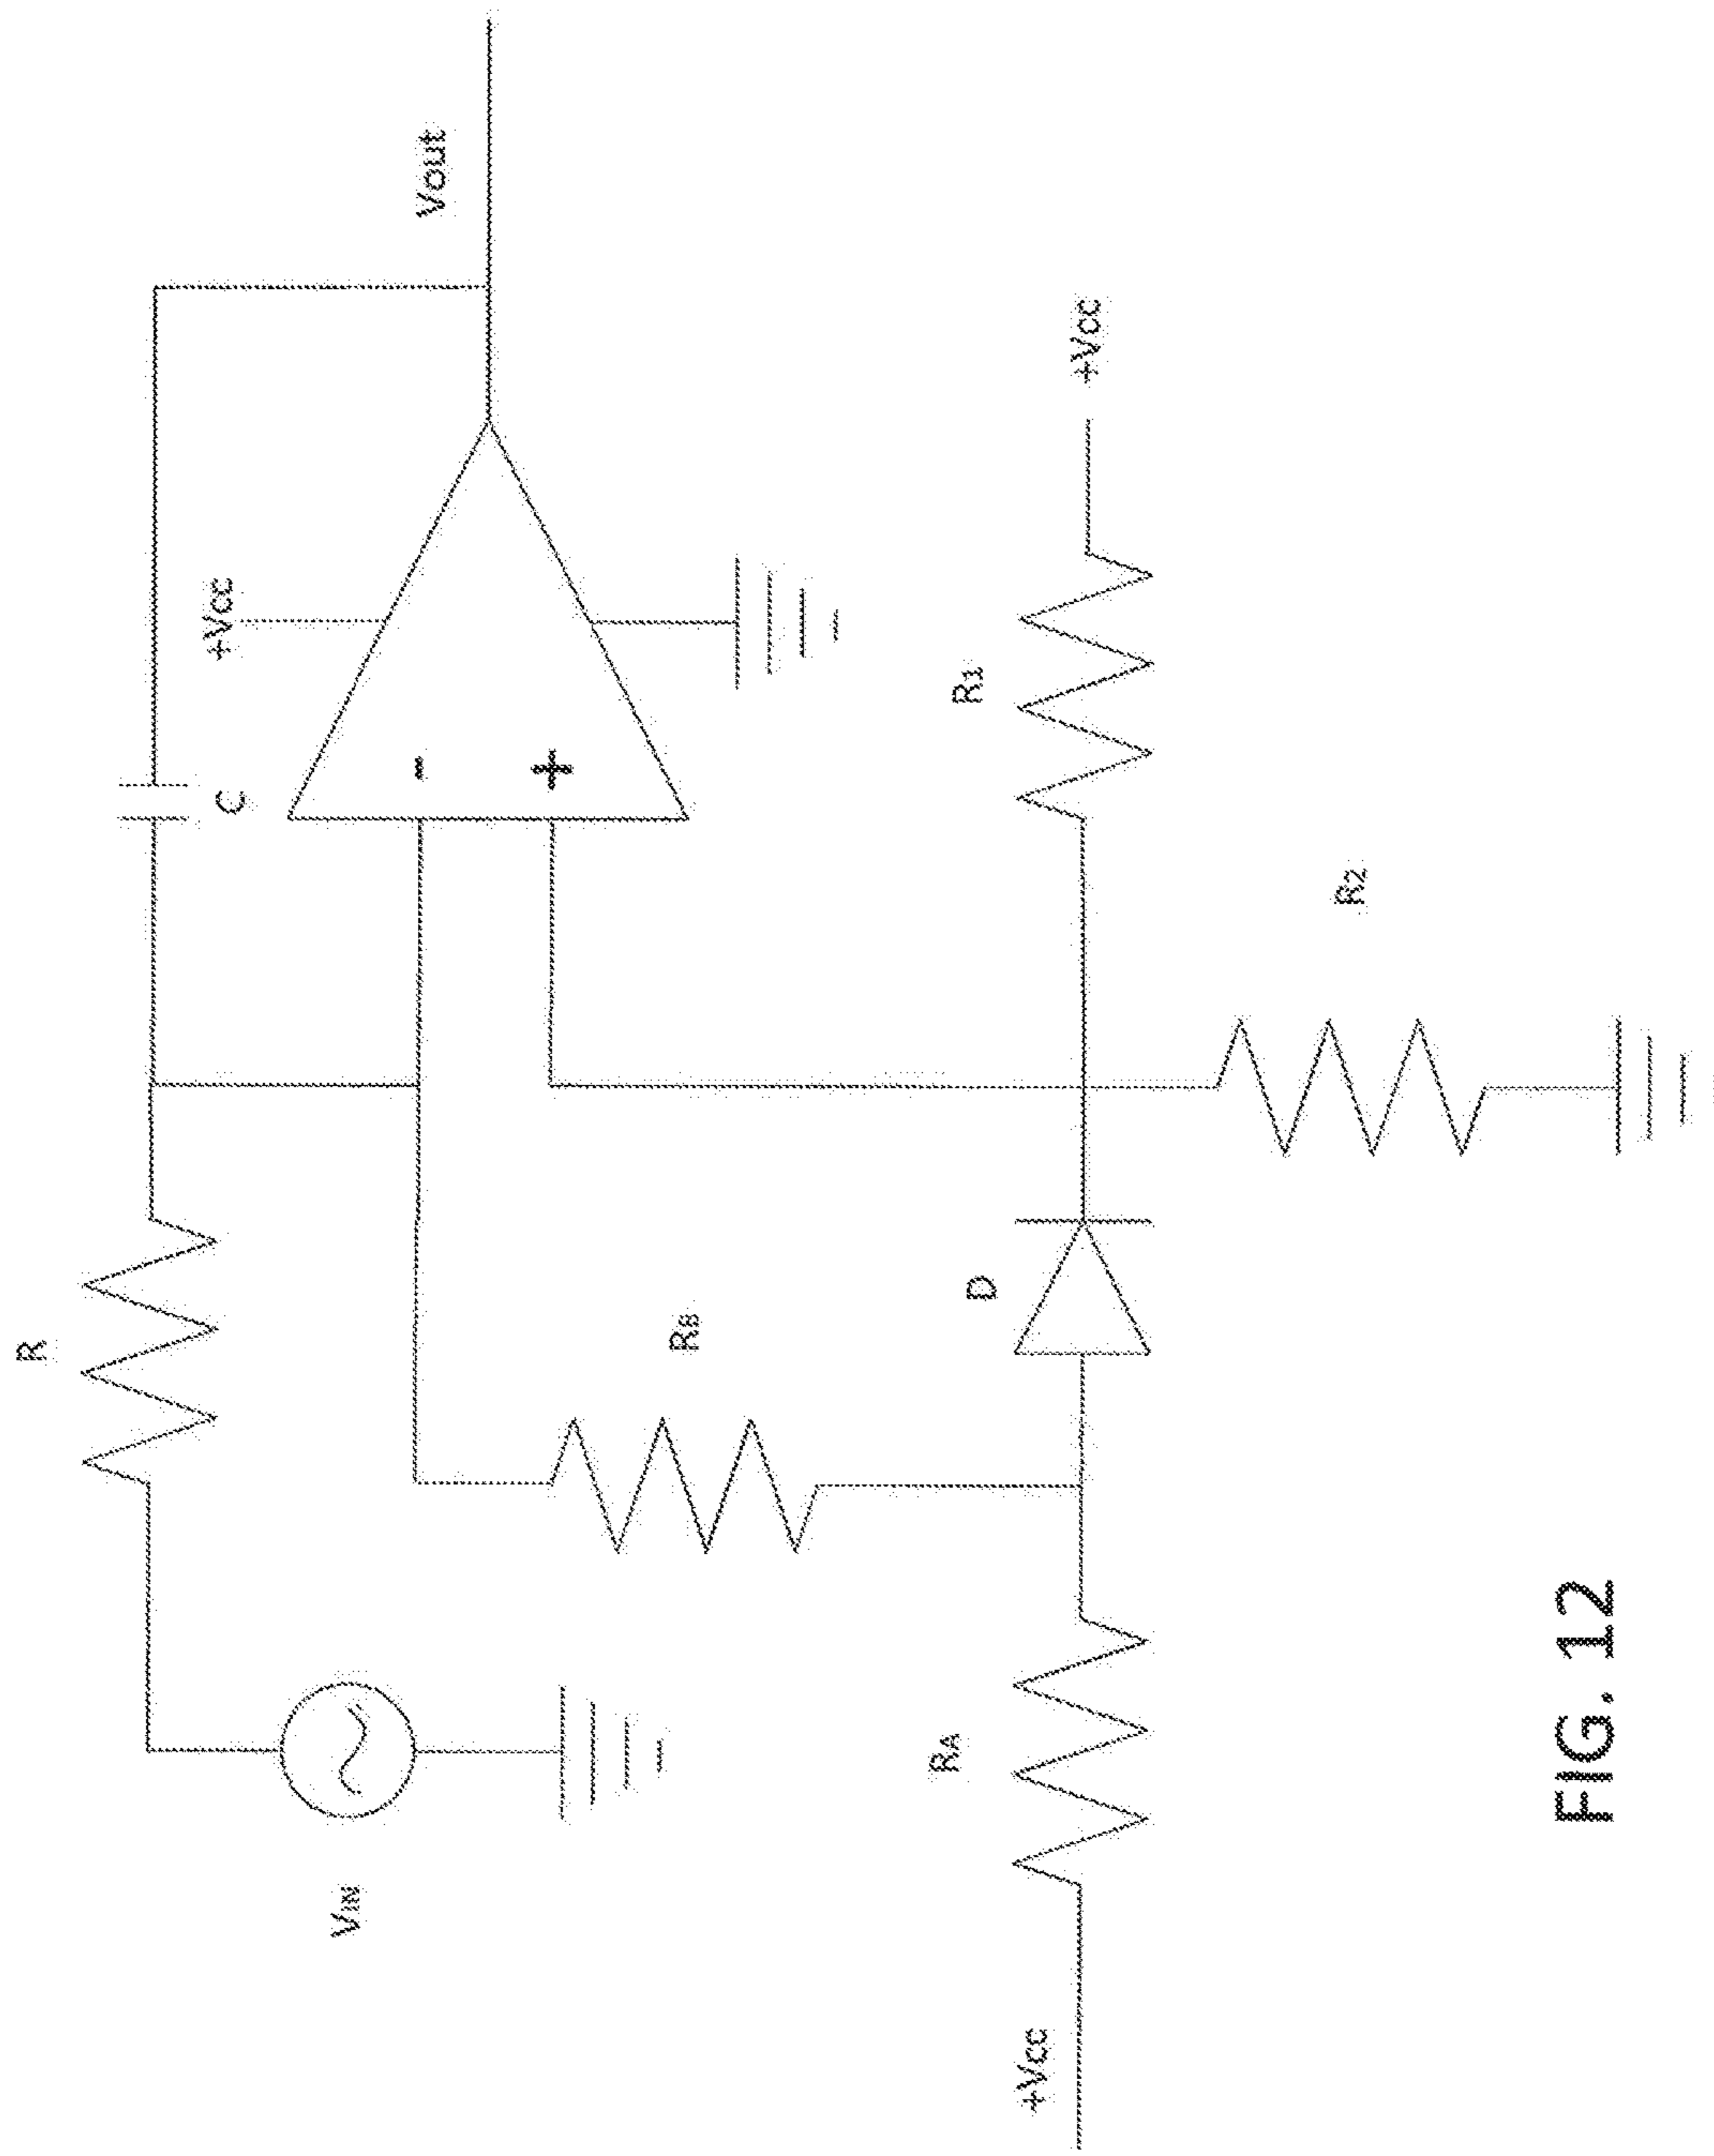 R
C
+Vcc
Vout
-
+
VIN
RB
RA
D
R1
+Vcc
R2
+Vcc
FIG. 12